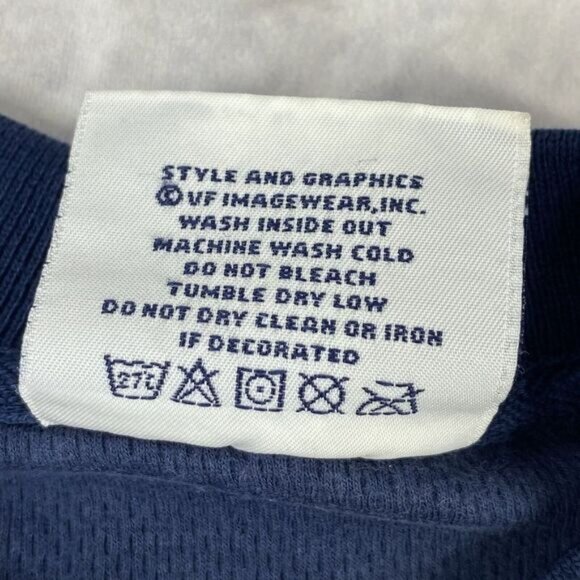 STYLE AND GRAPHICS
© VF IMAGEWEAR,INC.
WASH INSIDE OUT
MACHINE WASH COLD
DO NOT BLEACH
TUMBLE DRY LOW
DO NOT DRY CLEAN OR IRON
IF DECORATED
27C